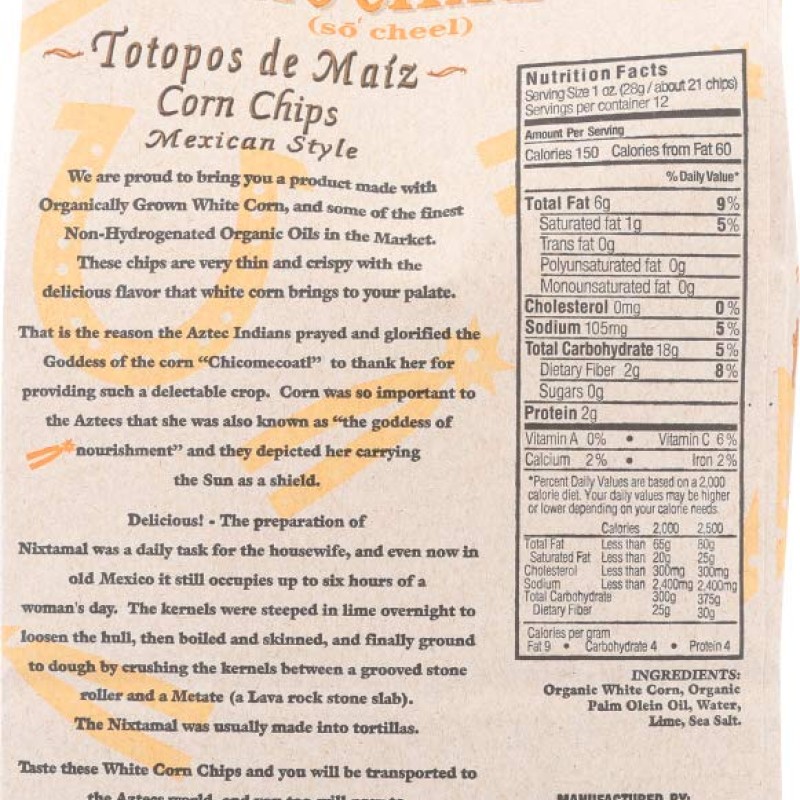 (sō' cheel)
Totopos de Maíz
Corn Chips
Mexican Style
We are proud to bring you a product made with
Organically Grown White Corn, and some of the finest
Non-Hydrogenated Organic Oils in the Market.
These chips are very thin and crispy with the
delicious flavor that white corn brings to your palate.
That is the reason the Aztec Indians prayed and glorified the
Goddess of the corn “Chicomecoatl” to thank her for
providing such a delectable crop. Corn was so important to
the Aztecs that she was also known as “the goddess of
nourishment” and they depicted her carrying
the Sun as a shield.
Delicious! - The preparation of
Nixtamal was a daily task for the housewife, and even now in
old Mexico it still occupies up to six hours of a
woman's day. The kernels were steeped in lime overnight to
loosen the hull, then boiled and skinned, and finally ground
to dough by crushing the kernels between a grooved stone
roller and a Metate (a Lava rock stone slab).
The Nixtamal was usually made into tortillas.
Taste these White Corn Chips and you will be transported to
Nutrition Facts
Serving Size 1 oz. (28g / about 21 chips)
Servings per container 12
Amount Per Serving
Calories 150 Calories from Fat 60
% Daily Value*
Total Fat 6g 9%
Saturated fat 1g 5%
Trans fat 0g
Polyunsaturated fat 0g
Monounsaturated fat 0g
Cholesterol 0mg 0%
Sodium 105mg 5%
Total Carbohydrate 18g 5%
Dietary Fiber 2g 8%
Sugars 0g
Protein 2g
Vitamin A 0% • Vitamin C 6%
Calcium 2% • Iron 2%
*Percent Daily Values are based on a 2,000
calorie diet. Your daily values may be higher
or lower depending on your calorie needs.
Calories 2,000 2,500
Total Fat Less than 65g 80g
Saturated Fat Less than 20g 25g
Cholesterol Less than 300mg 300mg
Sodium Less than 2,400mg 2,400mg
Total Carbohydrate 300g 375g
Dietary Fiber 25g 30g
Calories per gram
Fat 9 • Carbohydrate 4 • Protein 4
INGREDIENTS:
Organic White Corn, Organic
Palm Olein Oil, Water,
Lime, Sea Salt.
MANUFACTURED BY: